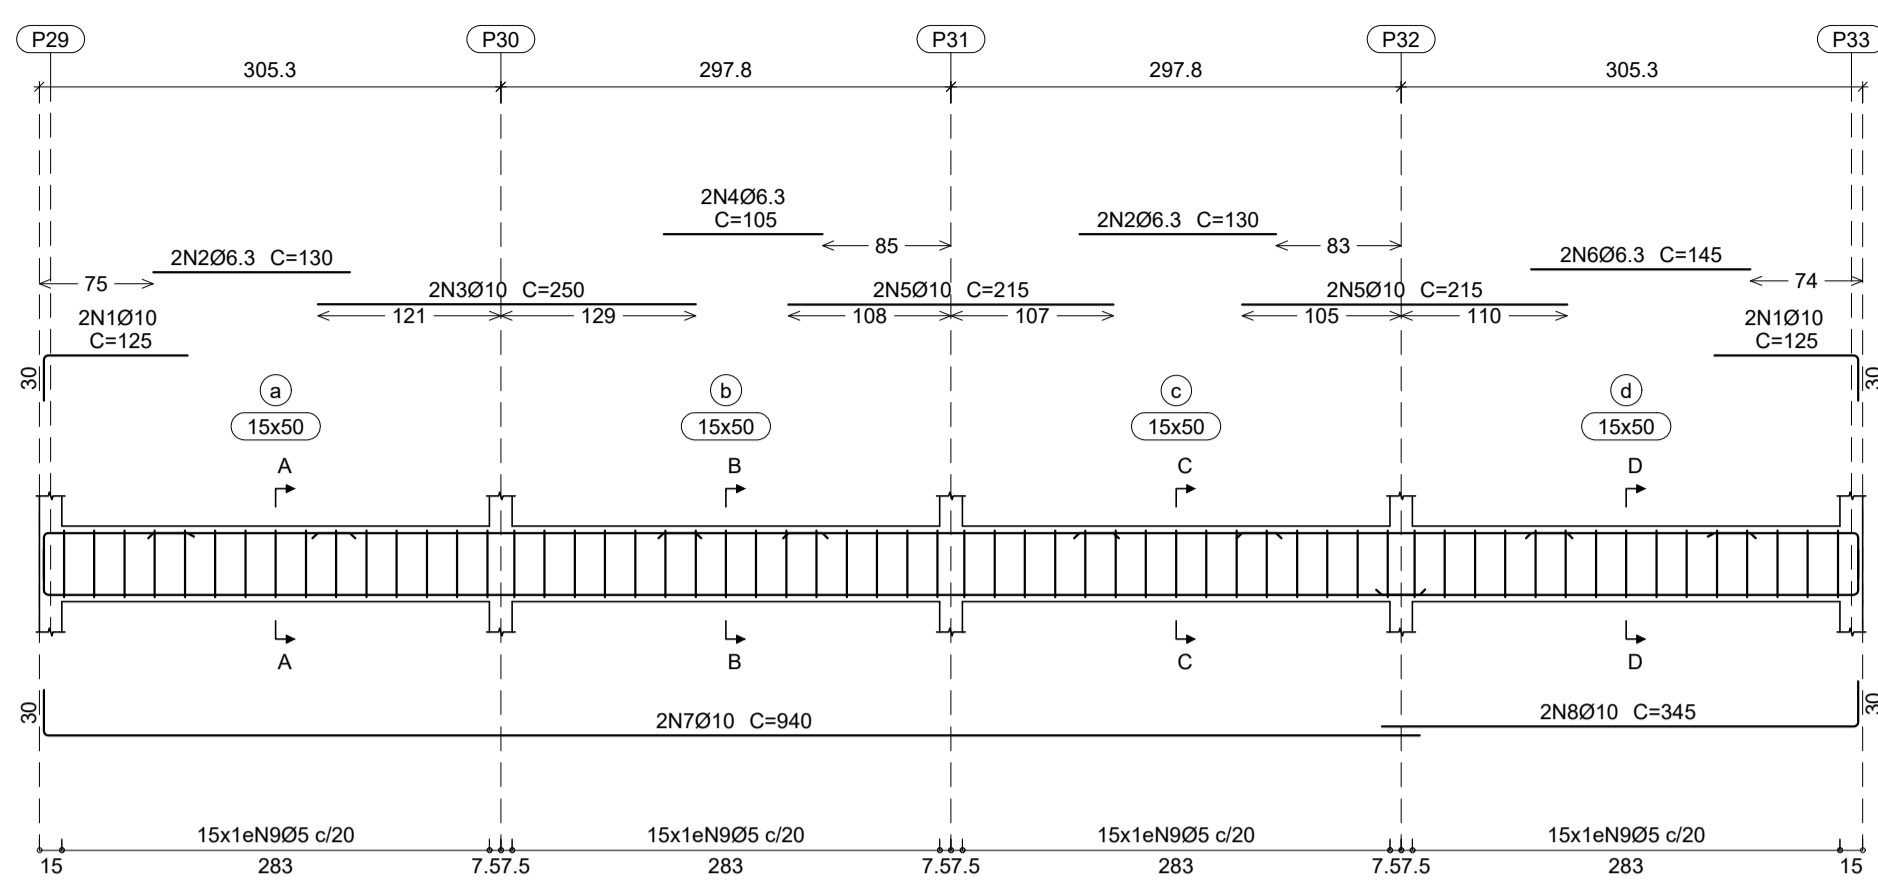 P29 P30 P31 P32 P33
305.3 297.8 297.8 305.3
2N4Ø6.3
C=105
85
2N2Ø6.3 C=130
83
2N2Ø6.3 C=130
75
2N6Ø6.3 C=145
74
2N3Ø10 C=250
121 129
2N5Ø10 C=215
108 107
2N5Ø10 C=215
105 110
2N1Ø10
C=125
30
2N1Ø10
C=125
30
a b c d
15x50 15x50 15x50 15x50
A B C D
A B C D
30
2N7Ø10 C=940
2N8Ø10 C=345
30
15x1eN9Ø5 c/20 15x1eN9Ø5 c/20 15x1eN9Ø5 c/20 15x1eN9Ø5 c/20
15 283 7.57.5 283 7.57.5 283 7.57.5 283 15